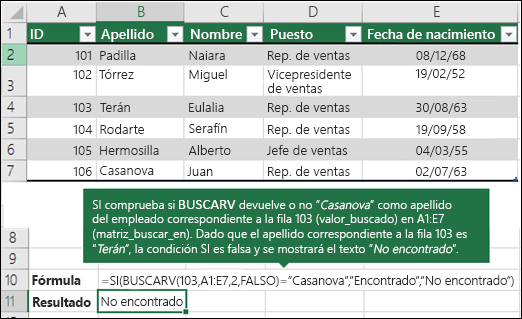 A B C D E
1 ID Apellido Nombre Puesto Fecha de nacimiento
2 101 Padilla Naiara Rep. de ventas 08/12/68
3 102 Tórrez Miguel Vicepresidente de ventas 19/02/52
4 103 Terán Eulalia Rep. de ventas 30/08/63
5 104 Rodarte Serafín Rep. de ventas 19/09/58
6 105 Hermosilla Alberto Jefe de ventas 04/03/55
7 106 Casanova Juan Rep. de ventas 02/07/63
SI comprueba si BUSCARV devuelve o no "Casanova" como apellido
del empleado correspondiente a la fila 103 (valor_buscado) en A1:E7
(matriz_buscar_en). Dado que el apellido correspondiente a la fila 103 es
"Terán", la condición SI es falsa y se mostrará el texto "No encontrado".
8
9
10 Fórmula =SI(BUSCARV(103,A1:E7,2,FALSO)="Casanova","Encontrado","No encontrado")
11 Resultado No encontrado